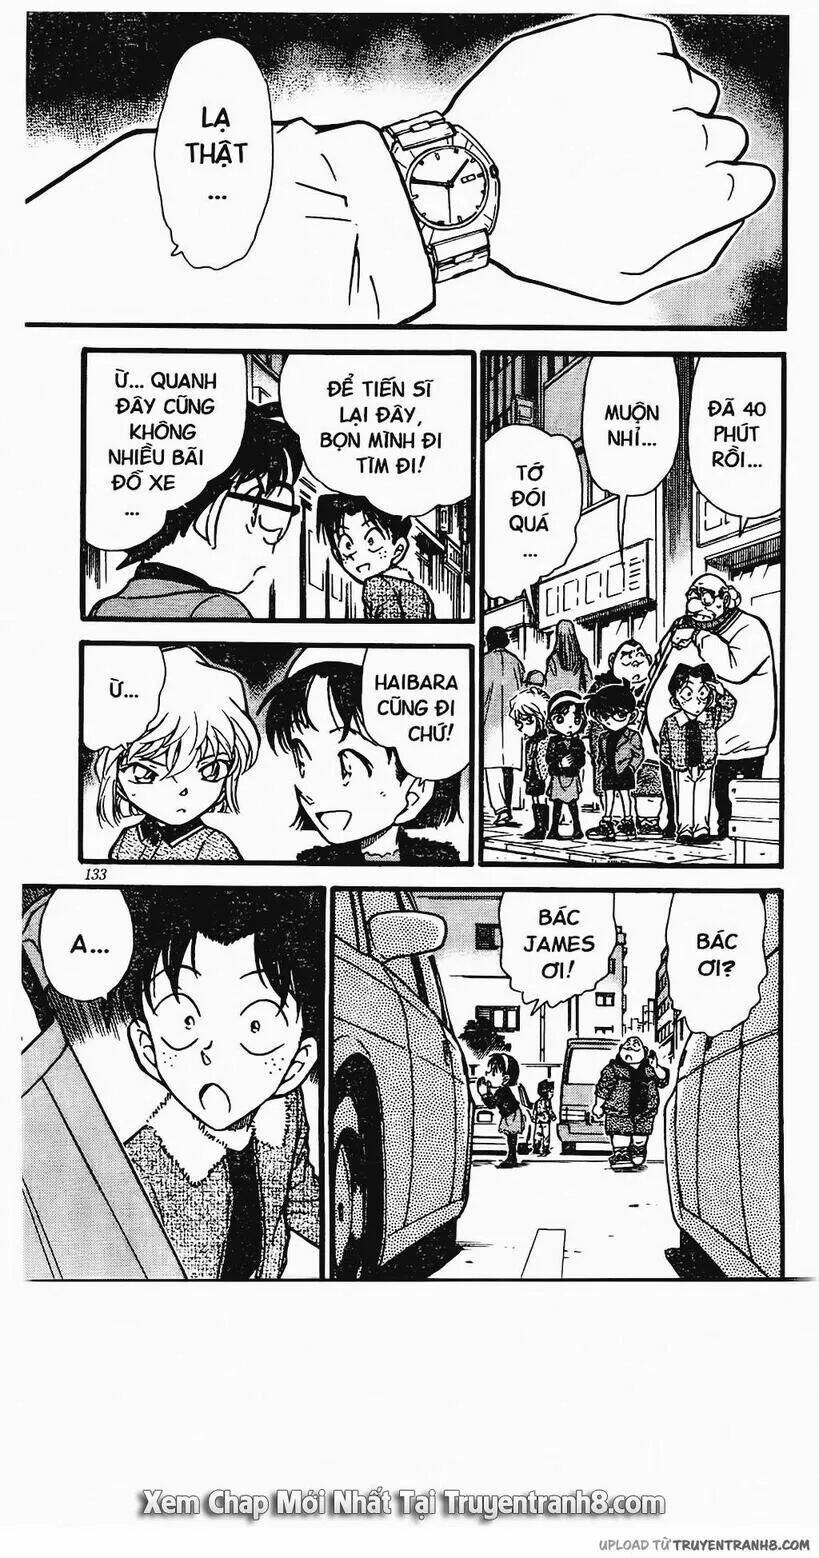 LẠ
THẬT
...
ĐÃ 40
PHÚT
RỒI...
MUỘN
NHỈ...
TỚ
ĐÓI
QUÁ
...
ĐỂ TIẾN SĨ
LẠI ĐÂY,
BỌN MÌNH ĐI
TÌM ĐI!
Ừ... QUANH
ĐÂY CŨNG
KHÔNG
NHIỀU BÃI
ĐỖ XE
...
HAIBARA
CŨNG ĐI
CHỨ!
Ừ...
133
BÁC
ƠI?
BÁC
JAMES
ƠI!
A...
Xem Chap Mới Nhất Tại Truyentranh8.com
UPLOAD TỪ TRUYENTRANH8.COM